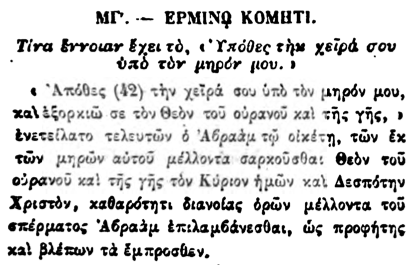 ΜΓʹ. — ΕΡΜΙΝΩ ΚΟΜΗΤΙ.
Τίνα ἔννοιαν ἔχει τὸ, « Ὑπόθες τὴν χεῖρά σου
ὑπὸ τὸν μηρόν μου. »
« Ἀπόθες (42) τὴν χεῖρά σου ὑπὸ τὸν μηρόν μου,
καὶ ἐξορκιῶ σε τὸν Θεὸν τοῦ οὐρανοῦ καὶ τῆς γῆς, »
ἐνετείλατο τελευτῶν ὁ Ἀβραὰμ τῷ οἰκέτῃ, τῶν ἐκ
τῶν μηρῶν αὐτοῦ μέλλοντα σαρκοῦσθαι Θεὸν τοῦ
οὐρανοῦ καὶ τῆς γῆς τὸν Κύριον ἡμῶν καὶ Δεσπότην
Χριστὸν, καθαρότητι διανοίας ὁρῶν μέλλοντα τοῦ
σπέρματος Ἀβραὰμ ἐπιλαμβάνεσθαι, ὡς προφήτης
καὶ βλέπων τὰ ἔμπροσθεν.